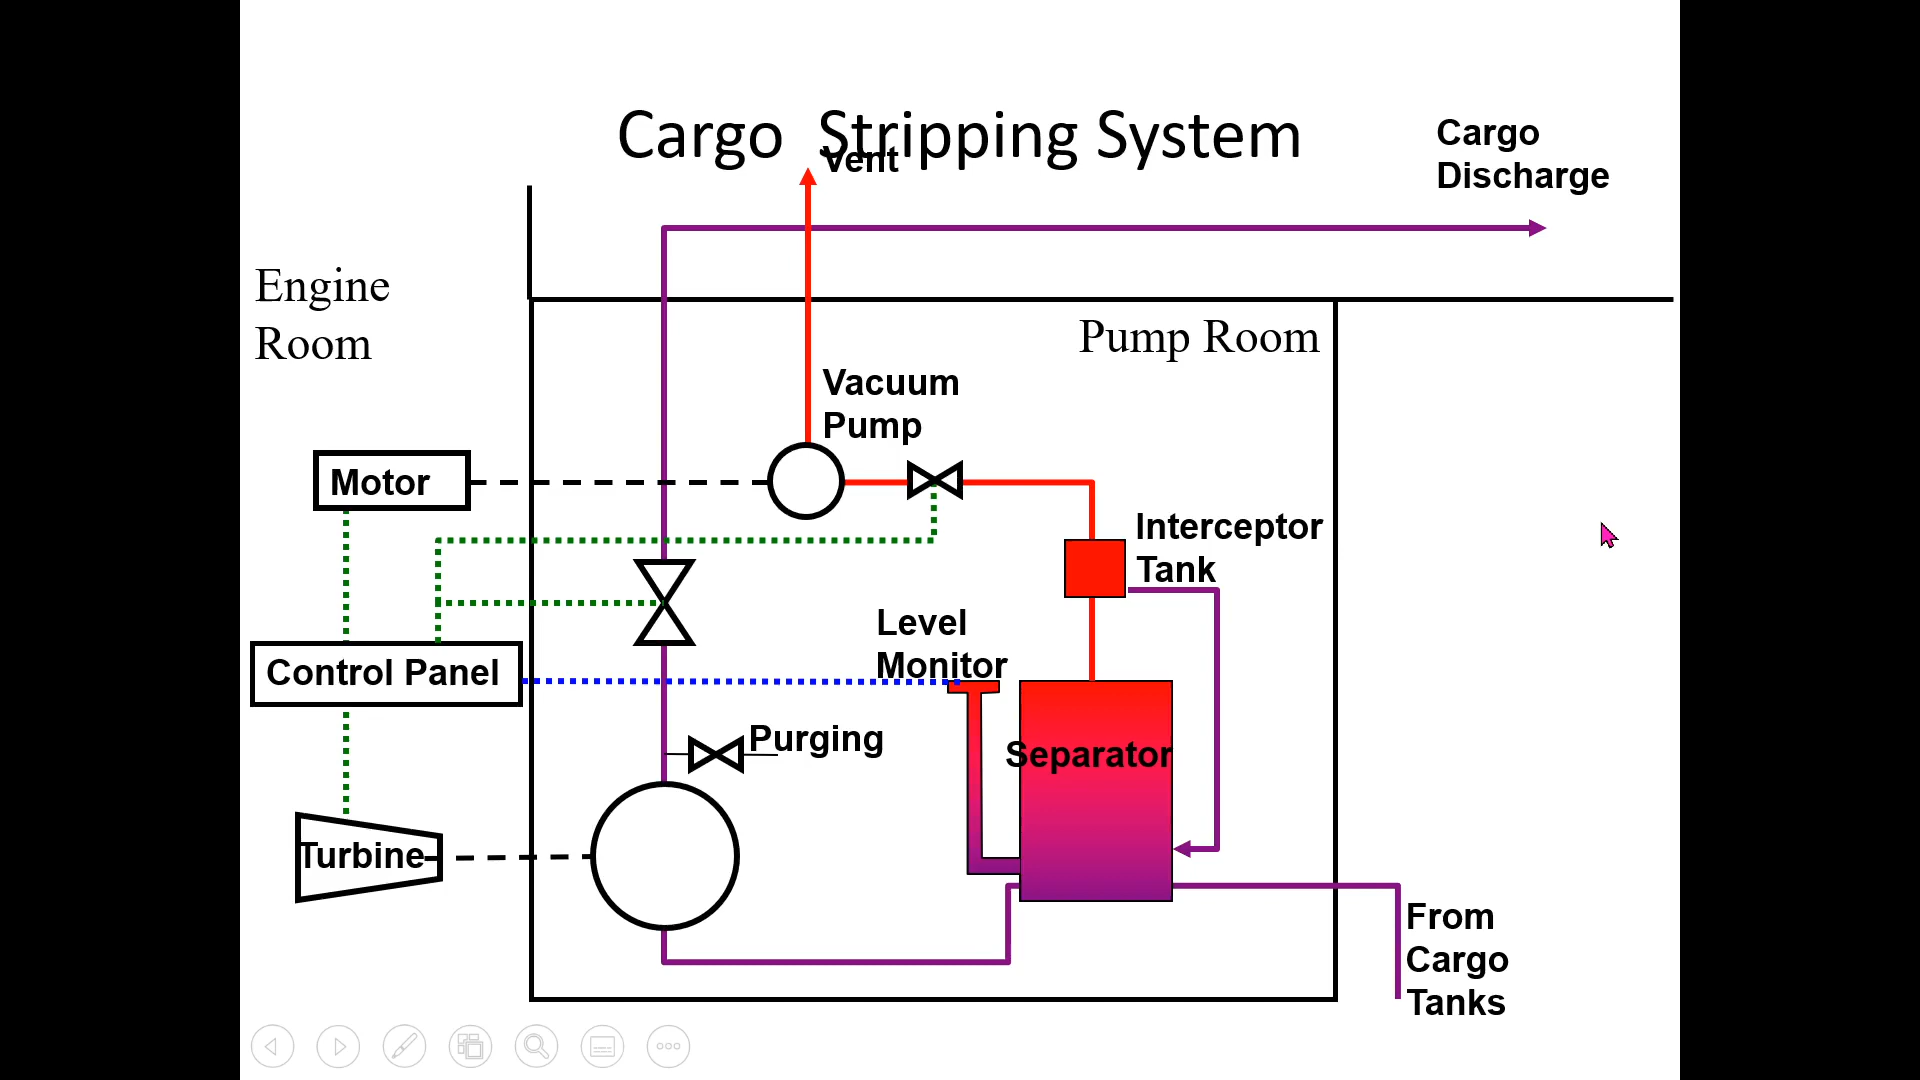 Cargo Stripping System
Vent
Cargo
Discharge
Engine
Room
Pump Room
Vacuum
Pump
Motor
Interceptor
Tank
Level
Monitor
Control Panel
Purging
Separator
Turbine
From
Cargo
Tanks